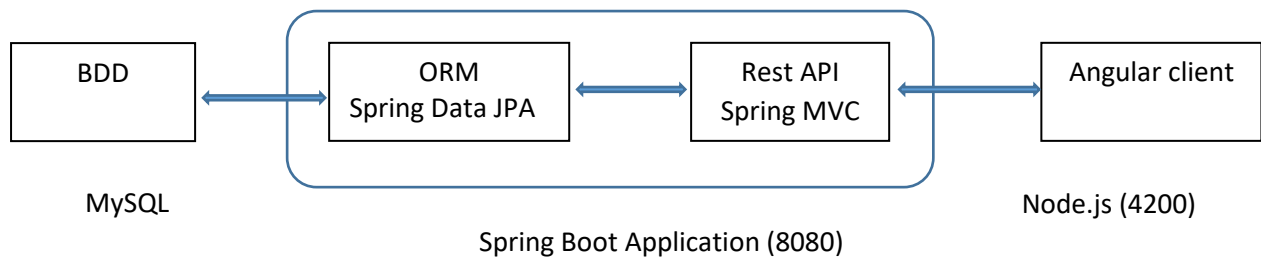 BDD
ORM
Spring Data JPA
Rest API
Spring MVC
Angular client
MySQL
Node.js (4200)
Spring Boot Application (8080)